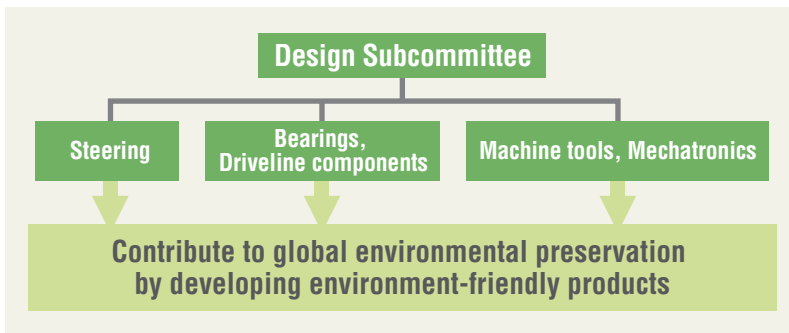 Design Subcommittee
Steering
Bearings,
Driveline components
Machine tools, Mechatronics
Contribute to global environmental preservation
by developing environment-friendly products